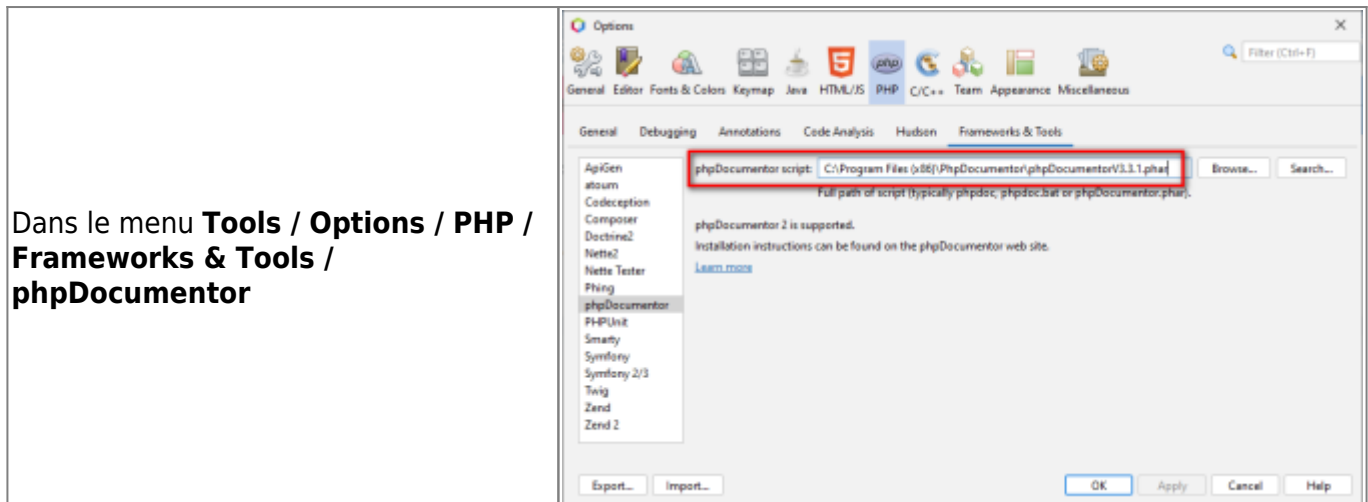 Dans le menu Tools / Options / PHP /
Frameworks & Tools /
phpDocumentor
Options
Filter (Ctrl+F)
General Editor Fonts & Colors Keymap Java HTML/JS PHP C/C++ Team Appearance Miscellaneous
General Debugging Annotations Code Analysis Hudson Frameworks & Tools
ApiGen
atoum
Codeception
Composer
Doctrine2
Nette2
Nette Tester
Phing
phpDocumentor
PHPUnit
Smarty
Symfony
Symfony 2/3
Twig
Zend
Zend 2
phpDocumentor script: C:\Program Files (x86)\PhpDocumentor\phpDocumentorV3.3.1.phar Browse... Search...
Full path of script (typically phpdoc, phpdoc.bat or phpDocumentor.phar).
phpDocumentor 2 is supported.
Installation instructions can be found on the phpDocumentor web site.
Learn more
Export... Import... OK Apply Cancel Help